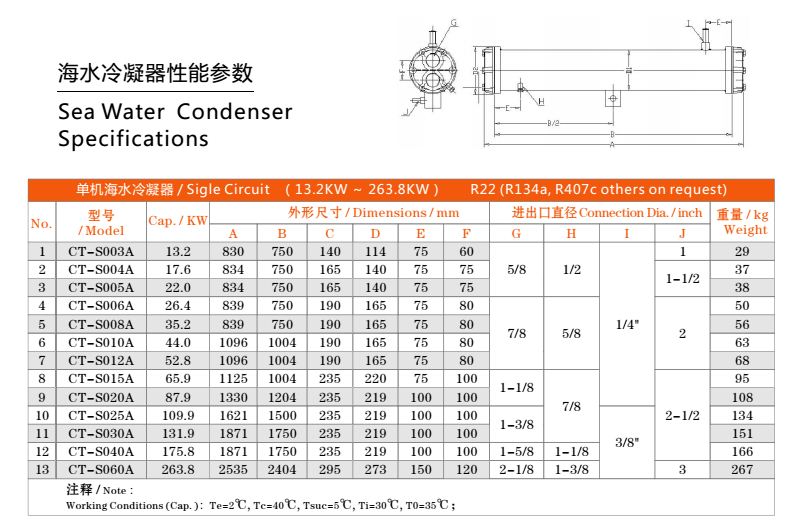 海水冷凝器性能参数
Sea Water Condenser
Specifications
G
I
E
F
D2
D1
J
E
H
B/2
B
A
单机海水冷凝器 / Sigle Circuit ( 13.2KW ~ 263.8KW ) R22 (R134a, R407c others on request)
No. 型号 / Model Cap. / KW 外形尺寸 / Dimensions / mm 进出口直径 Connection Dia. / inch 重量 / kg Weight
A B C D E F G H I J
1 CT-S003A 13.2 830 750 140 114 75 60 5/8 1/2 1/4" 1 29
2 CT-S004A 17.6 834 750 165 140 75 75 1-1/2 37
3 CT-S005A 22.0 834 750 165 140 75 75 38
4 CT-S006A 26.4 839 750 190 165 75 80 7/8 5/8 2 50
5 CT-S008A 35.2 839 750 190 165 75 80 56
6 CT-S010A 44.0 1096 1004 190 165 75 80 63
7 CT-S012A 52.8 1096 1004 190 165 75 80 68
8 CT-S015A 65.9 1125 1004 235 220 75 100 1-1/8 7/8 2-1/2 95
9 CT-S020A 87.9 1330 1204 235 219 100 100 108
10 CT-S025A 109.9 1621 1500 235 219 100 100 1-3/8 3/8" 134
11 CT-S030A 131.9 1871 1750 235 219 100 100 151
12 CT-S040A 175.8 1871 1750 235 219 100 100 1-5/8 1-1/8 166
13 CT-S060A 263.8 2535 2404 295 273 150 120 2-1/8 1-3/8 3 267
注释 / Note :
Working Conditions (Cap. ) : Te=2℃, Tc=40℃, Tsuc=5℃, Ti=30℃, T0=35℃ ;